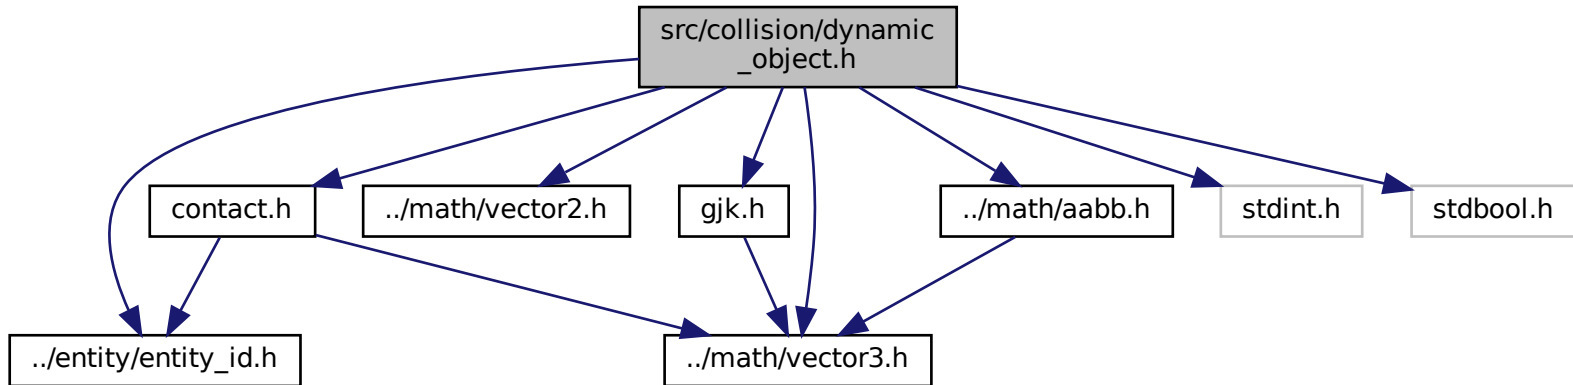 src/collision/dynamic
_object.h
contact.h
../math/vector2.h
gjk.h
../math/aabb.h
stdint.h
stdbool.h
../entity/entity_id.h
../math/vector3.h